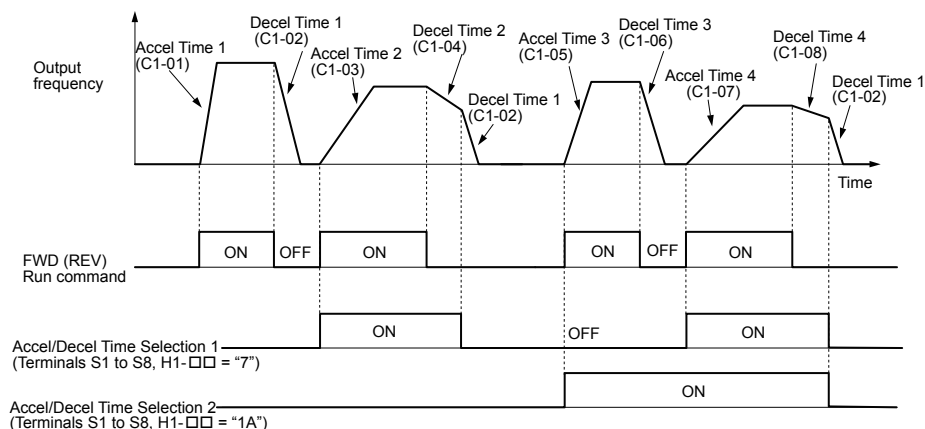 Output
frequency
Accel Time 1
(C1-01)
Decel Time 1
(C1-02)
Accel Time 2
(C1-03)
Decel Time 2
(C1-04)
Decel Time 1
(C1-02)
Accel Time 3
(C1-05)
Decel Time 3
(C1-06)
Accel Time 4
(C1-07)
Decel Time 4
(C1-08)
Decel Time 1
(C1-02)
Time
FWD (REV)
Run command
ON
OFF
ON
ON
OFF
ON
Accel/Decel Time Selection 1
(Terminals S1 to S8, H1-□□ = “7”)
ON
OFF
ON
Accel/Decel Time Selection 2
(Terminals S1 to S8, H1-□□ = “1A”)
ON